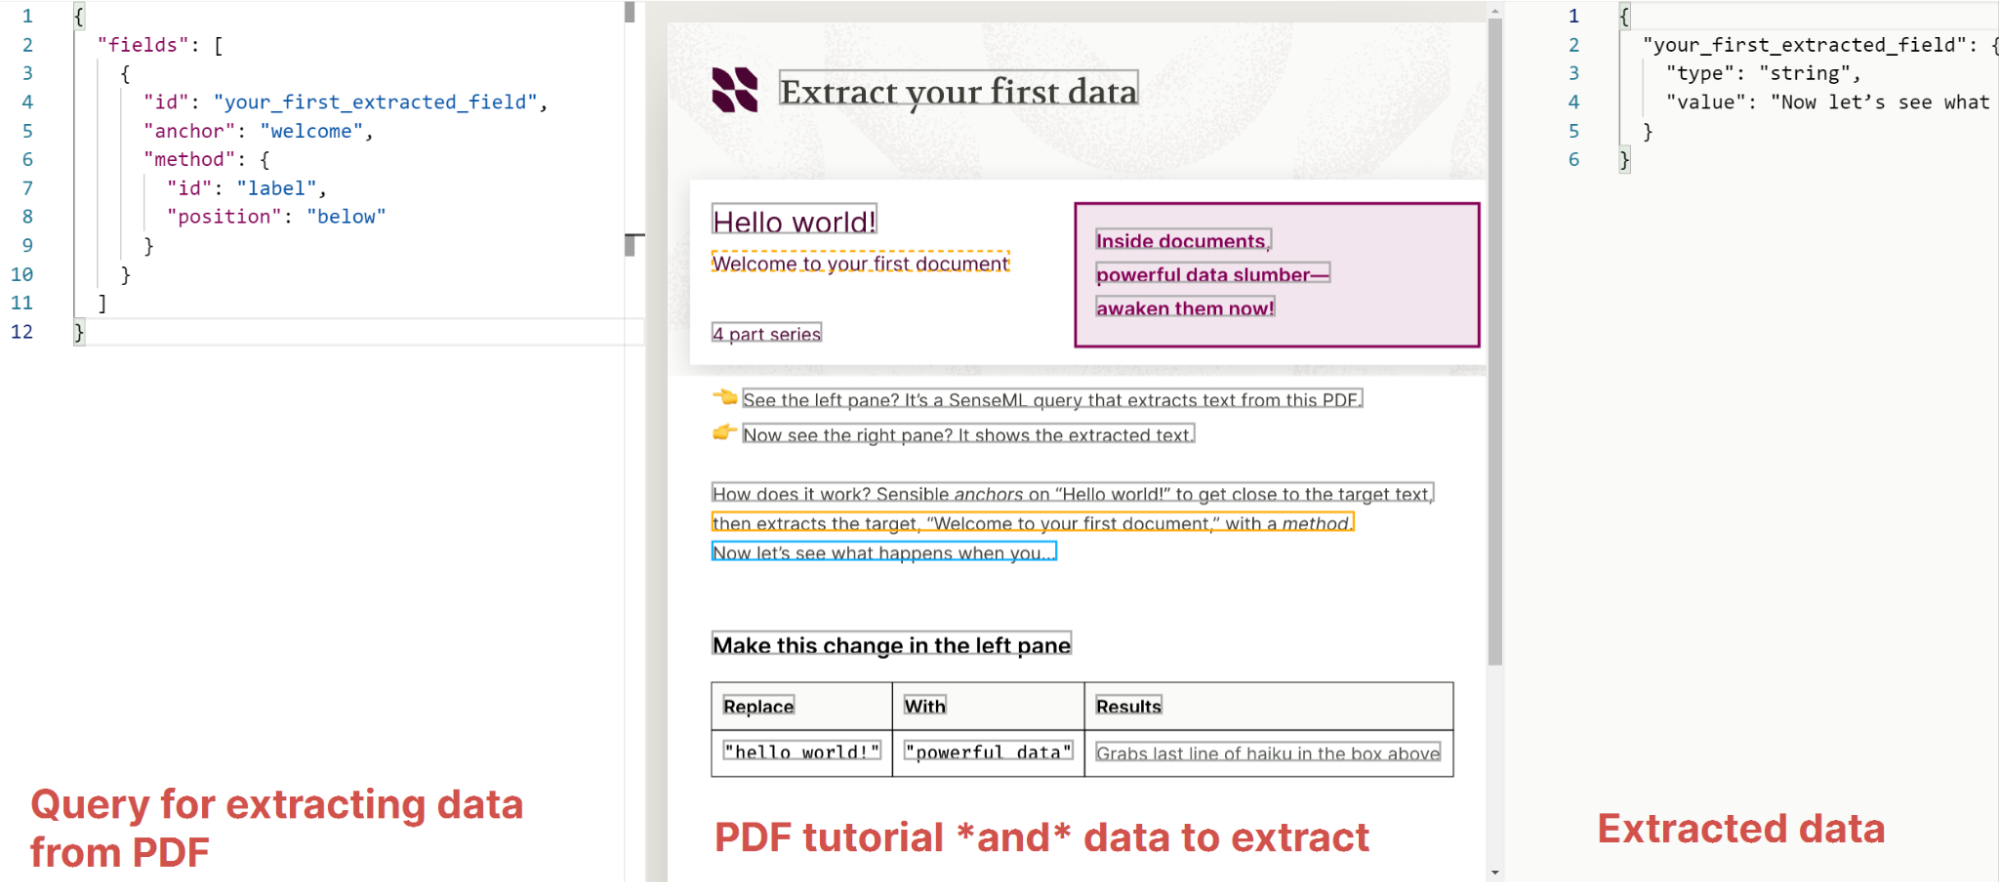 1 {
2 "fields": [
3 {
4 "id": "your_first_extracted_field",
5 "anchor": "welcome",
6 "method": {
7 "id": "label",
8 "position": "below"
9 }
10 }
11 ]
12 }
Query for extracting data
from PDF
Extract your first data
Hello world!
Welcome to your first document
4 part series
Inside documents,
powerful data slumber—
awaken them now!
👈 See the left pane? It’s a SenseML query that extracts text from this PDF.
👉 Now see the right pane? It shows the extracted text.
How does it work? Sensible anchors on “Hello world!” to get close to the target text,
then extracts the target, “Welcome to your first document,” with a method.
Now let’s see what happens when you...
Make this change in the left pane
Replace With Results
"hello world!" "powerful data" Grabs last line of haiku in the box above
PDF tutorial *and* data to extract
1 {
2 "your_first_extracted_field": {
3 "type": "string",
4 "value": "Now let’s see what
5 }
6 }
Extracted data